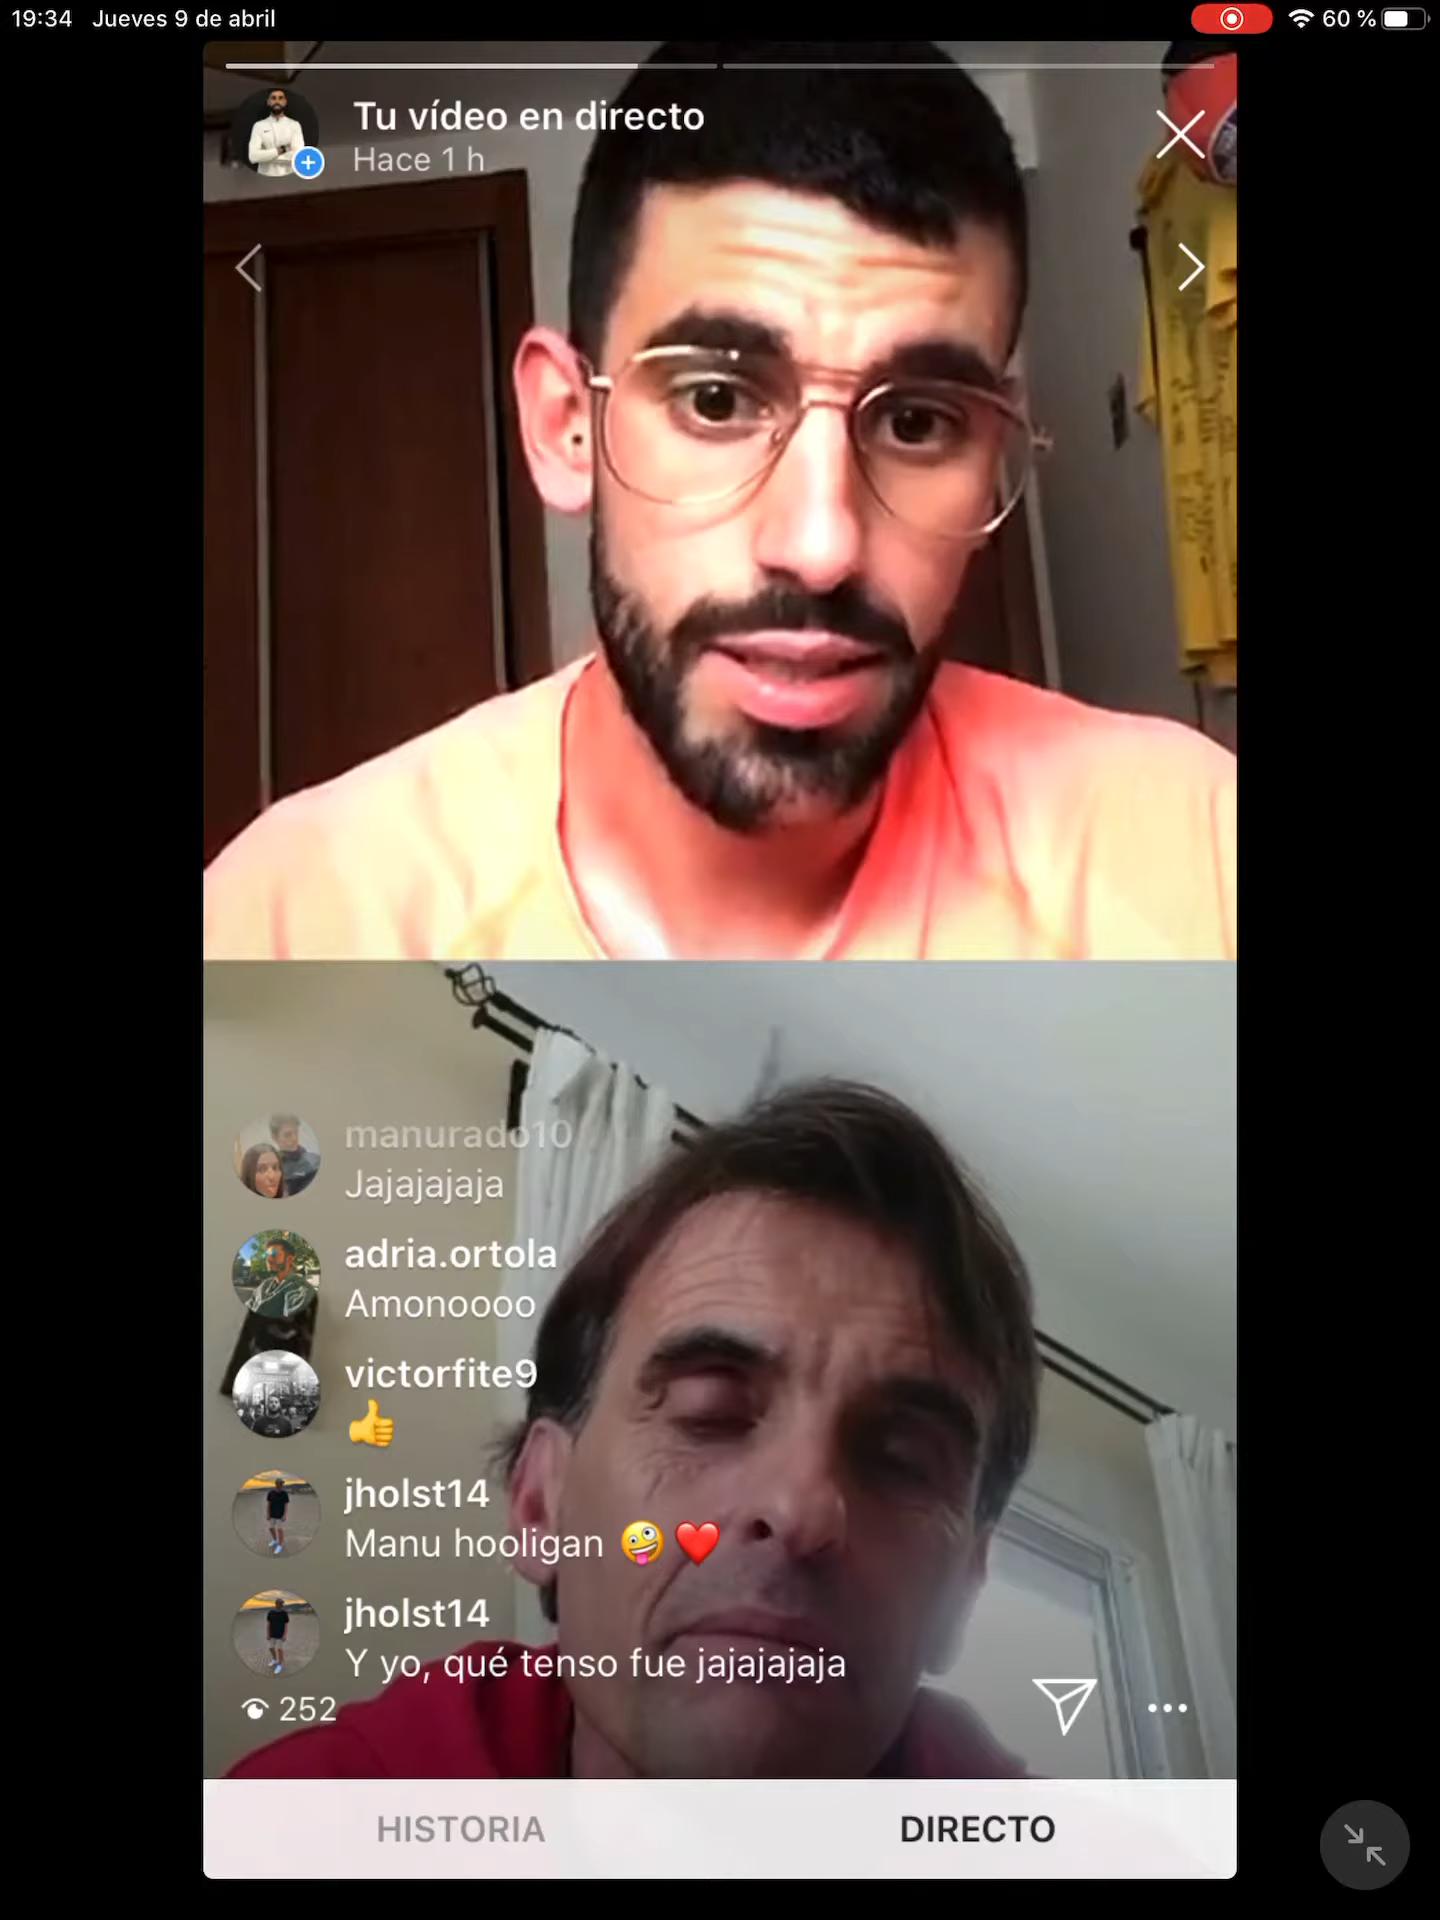 19:34 Jueves 9 de abril
60 %
Tu vídeo en directo
Hace 1 h
manurado10
Jajajajaja
adria.ortola
Amonoooo
victorfite9
👍
jholst14
Manu hooligan 🤪 ❤️
jholst14
Y yo, qué tenso fue jajajajaja
252
HISTORIA
DIRECTO